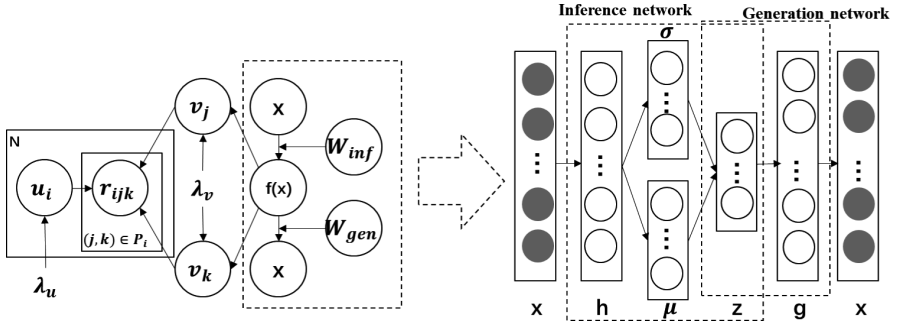 Inference network
Generation network
σ
N
v_j
x
W_inf
u_i
r_ijk
λ_v
f(x)
(j, k) ∈ P_i
W_gen
λ_u
v_k
x
x
h
μ
z
g
x